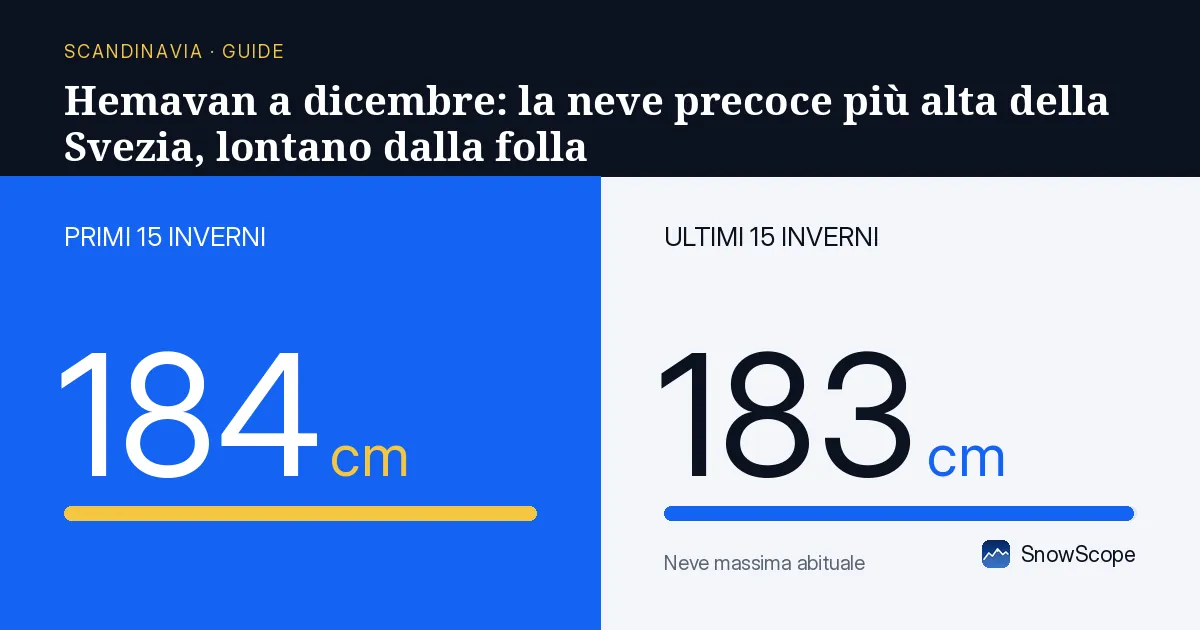 SCANDINAVIA · GUIDE
Hemavan a dicembre: la neve precoce più alta della
Svezia, lontano dalla folla
PRIMI 15 INVERNI
184 cm
ULTIMI 15 INVERNI
183 cm
Neve massima abituale
SnowScope